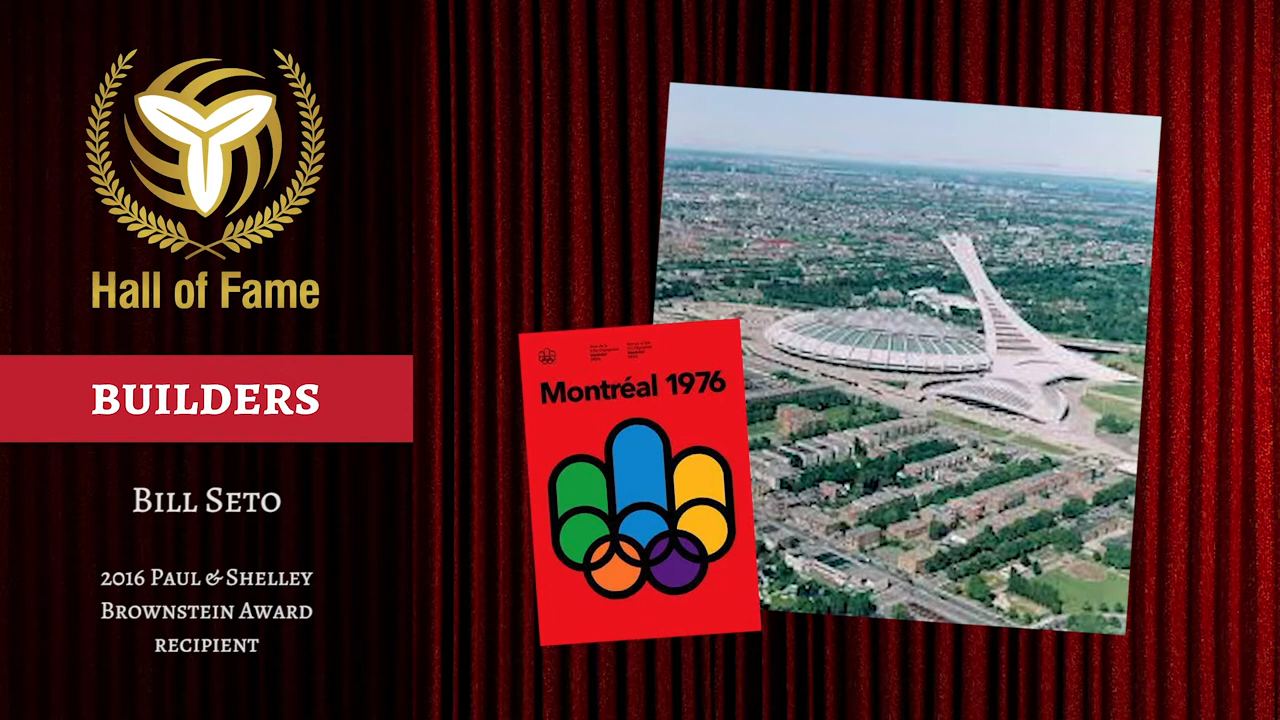 Hall of Fame
BUILDERS
Bill Seto
2016 Paul & Shelley
Brownstein Award
recipient
Montréal 1976